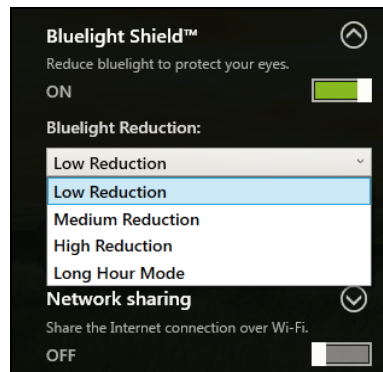 Bluelight Shield™
Reduce bluelight to protect your eyes.
ON
Bluelight Reduction:
Low Reduction
Low Reduction
Medium Reduction
High Reduction
Long Hour Mode
Network sharing
Share the Internet connection over Wi-Fi.
OFF